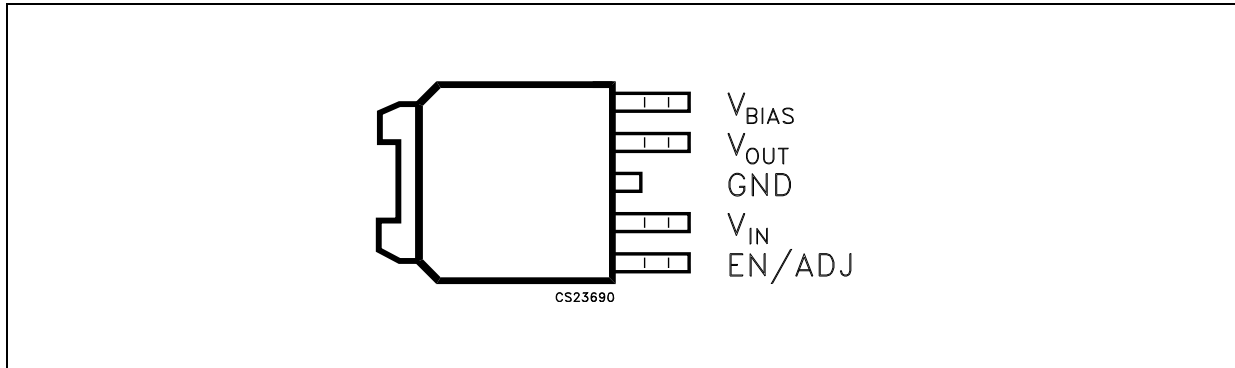 VBIAS
VOUT
GND
VIN
EN/ADJ
CS23690